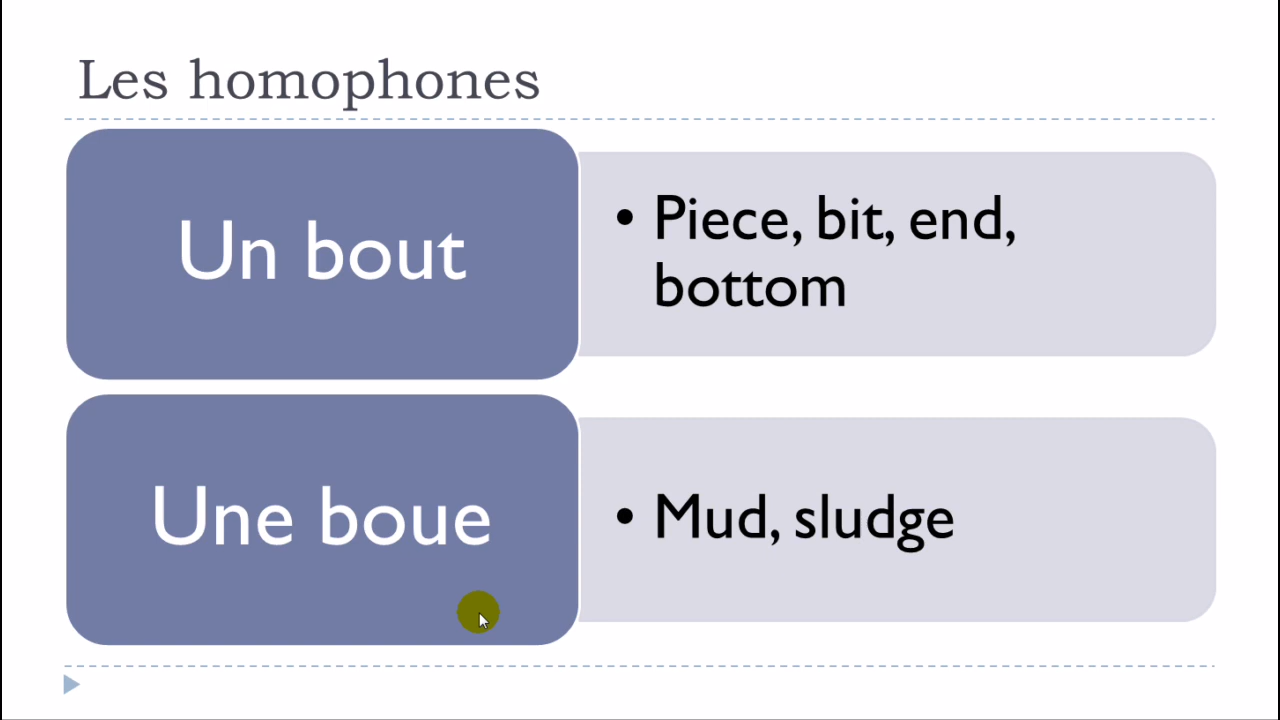 Les homophones
Un bout
• Piece, bit, end,
bottom
Une boue
• Mud, sludge